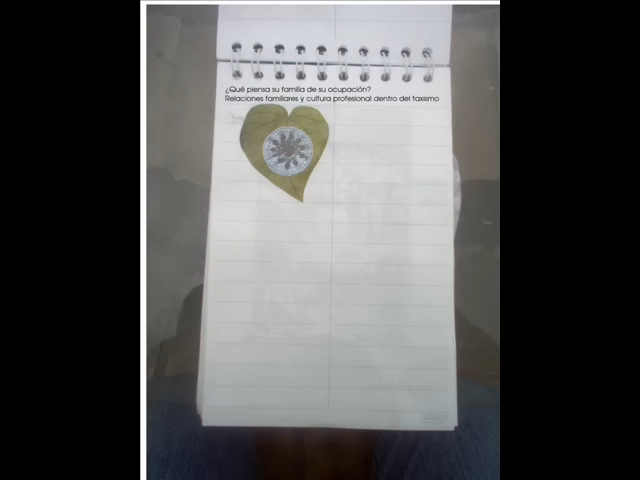 ¿Qué piensa su familia de su ocupación?
Relaciones familiares y cultura profesional dentro del taxismo